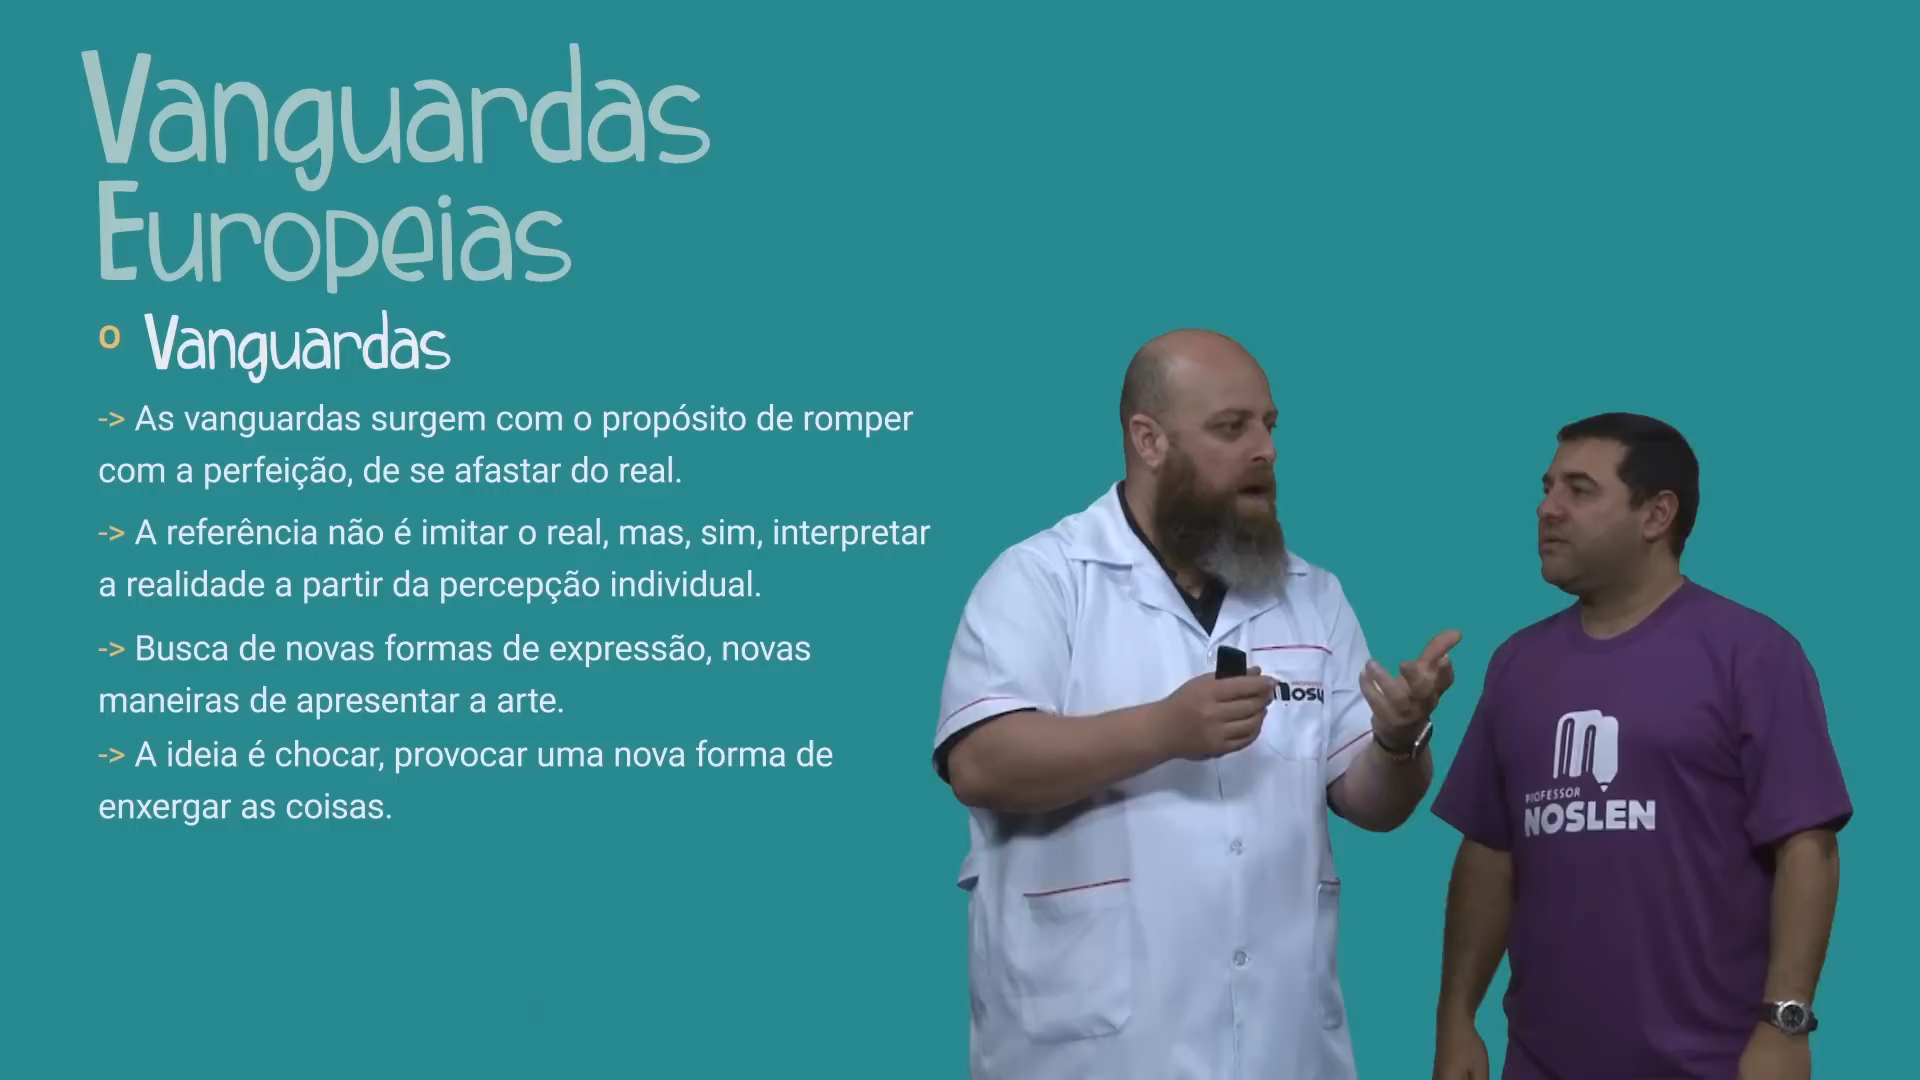 Vanguardas
Europeias
o Vanguardas
-> As vanguardas surgem com o propósito de romper
com a perfeição, de se afastar do real.
-> A referência não é imitar o real, mas, sim, interpretar
a realidade a partir da percepção individual.
-> Busca de novas formas de expressão, novas
maneiras de apresentar a arte.
-> A ideia é chocar, provocar uma nova forma de
enxergar as coisas.
PROFESSOR
NOSLEN